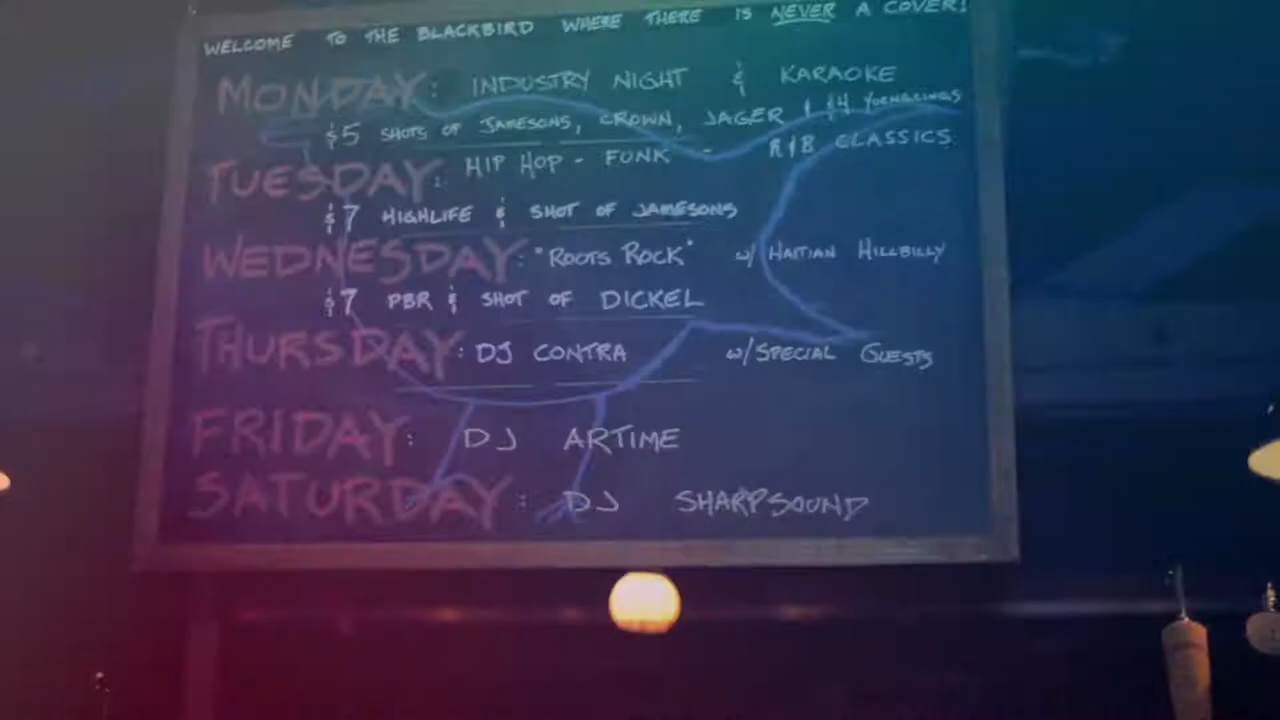 WELCOME TO THE BLACKBIRD WHERE THERE IS NEVER A COVER!
MONDAY: INDUSTRY NIGHT & KARAOKE
$5 SHOTS OF JAMESONS, CROWN, JAGER & $4 YUENGLINGS
TUESDAY: HIP HOP - FUNK - R&B CLASSICS
$7 HIGHLIFE & SHOT OF JAMESONS
WEDNESDAY: "ROOTS ROCK" w/ HAITIAN HILLBILLY
$7 PBR & SHOT OF DICKEL
THURSDAY: DJ CONTRA w/SPECIAL GUESTS
FRIDAY: DJ ARTIME
SATURDAY: DJ SHARPSOUND